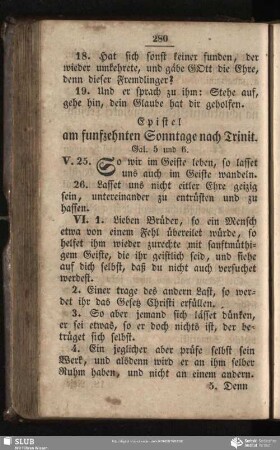 280
18. Hat sich sonst keiner funden, der
wieder umkehrete, und gäbe GOtt die Ehre,
denn dieser Fremdlinger?
19. Und er sprach zu ihm: Stehe auf,
gehe hin, dein Glaube hat dir geholfen.
Epistel
am funfzehnten Sonntage nach Trinit.
Gal. 5 und 6.
V. 25. So wir im Geiste leben, so lasset
uns auch im Geiste wandeln.
26. Lasset uns nicht eitler Ehre geizig
sein, untereinander zu entrüsten und zu
hassen.
VI. 1. Lieben Brüder, so ein Mensch
etwa von einem Fehl übereilet würde, so
helfet ihm wieder zurechte mit sanftmüthi-
gem Geiste, die ihr geistlich seid, und siehe
auf dich selbst, daß du nicht auch versuchet
werdest.
2. Einer trage des andern Last, so wer-
det ihr das Gesetz Christi erfüllen.
3. So aber jemand sich lässet dünken,
er sei etwas, so er doch nichts ist, der be-
trüget sich selbst.
4. Ein jeglicher aber prüfe selbst sein
Werk, und alsdenn wird er an ihm selber
Ruhm haben, und nicht an einem andern.
5. Denn
SLUB